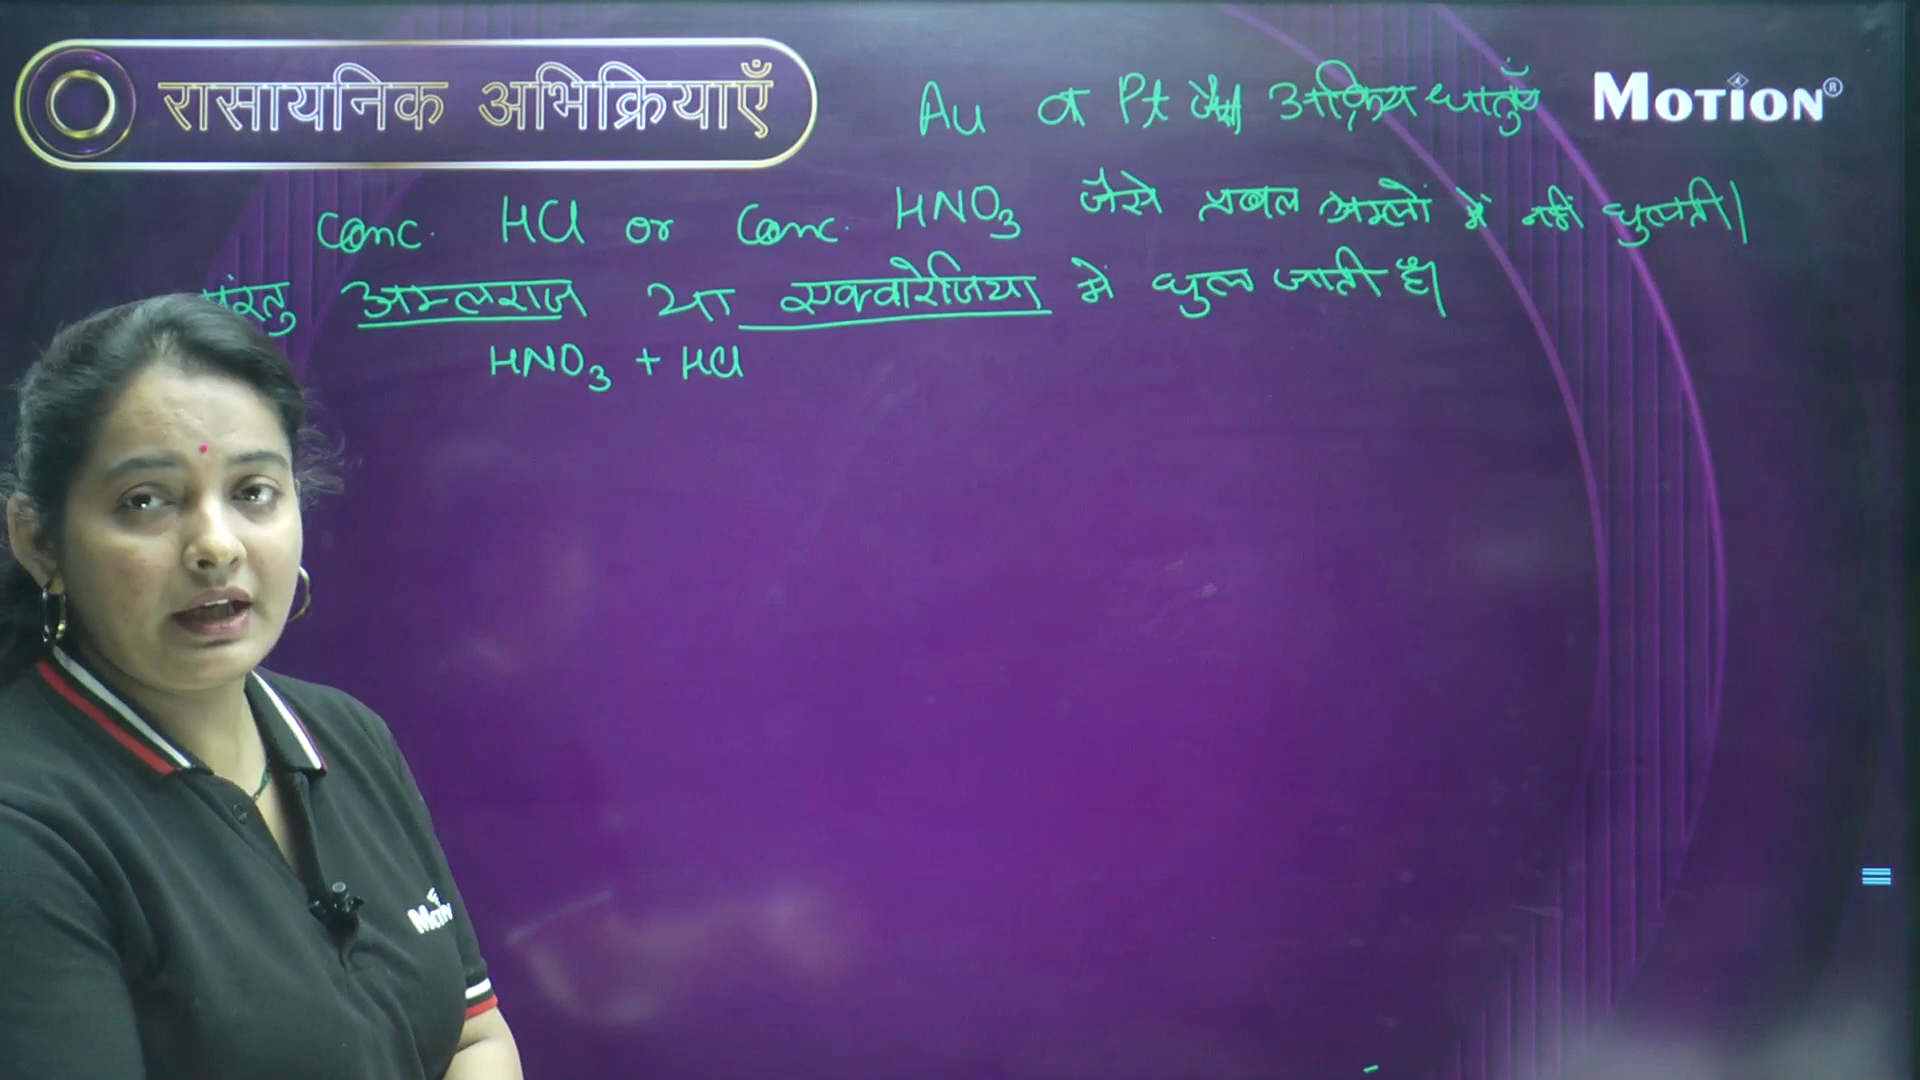 रासायनिक अभिक्रियाएँ
MOTION®
Au व Pt जैसी अक्रिय धातुएँ
Conc. HCl or Conc. HNO3 जैसे प्रबल अम्लों में नहीं घुलती।
परंतु अम्लराज या एक्वारेजिया में घुल जाती है।
HNO3 + HCl